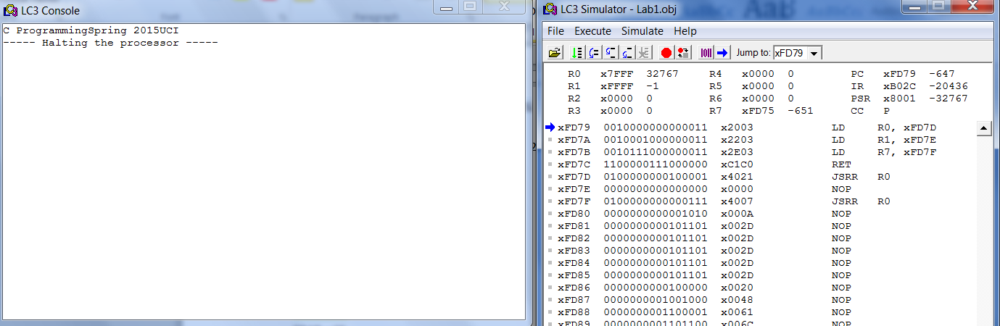 LC3 Console
C ProgrammingSpring 2015UCI
----- Halting the processor -----
LC3 Simulator - Lab1.obj
File Execute Simulate Help
Jump to: xFD79
R0 x7FFF 32767 R4 x0000 0 PC xFD79 -647
R1 xFFFF -1 R5 x0000 0 IR xB02C -20436
R2 x0000 0 R6 x0000 0 PSR x8001 -32767
R3 x0000 0 R7 xFD75 -651 CC P
xFD79 0010000000000011 x2003 LD R0, xFD7D
xFD7A 0010001000000011 x2203 LD R1, xFD7E
xFD7B 0010111000000011 x2E03 LD R7, xFD7F
xFD7C 1100000111000000 xC1C0 RET
xFD7D 0100000000100001 x4021 JSRR R0
xFD7E 0000000000000000 x0000 NOP
xFD7F 0100000000000111 x4007 JSRR R0
xFD80 0000000000001010 x000A NOP
xFD81 0000000000101101 x002D NOP
xFD82 0000000000101101 x002D NOP
xFD83 0000000000101101 x002D NOP
xFD84 0000000000101101 x002D NOP
xFD85 0000000000101101 x002D NOP
xFD86 0000000000100000 x0020 NOP
xFD87 0000000001001000 x0048 NOP
xFD88 0000000001100001 x0061 NOP
xFD89 0000000001101100 x006C NOP